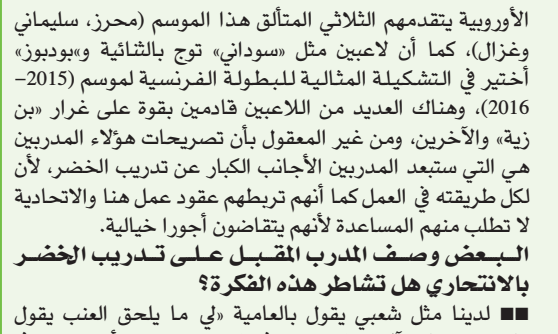 الأوروبية يتقدمهم الثلاثي المتألق هذا الموسم (محرز، سليماني
وغزال)، كما أن لاعبين مثل «سوداني» توج بالثنائية و»بودبوز»
أختير في التشكيلة المثالية للبطولة الفرنسية لموسم (2015–
2016)، وهناك العديد من اللاعبين قادمين بقوة على غرار «بن
زية» والآخرين، ومن غير المعقول بأن تصريحات هؤلاء المدربين
هي التي ستبعد المدربين الأجانب الكبار عن تدريب الخضر، لأن
لكل طريقته في العمل كما أنهم تربطهم عقود عمل هنا والاتحادية
لا تطلب منهم المساعدة لأنهم يتقاضون أجورا خيالية.
البعض وصف المدرب المقبل على تدريب الخضر
بالانتحاري هل تشاطر هذه الفكرة؟
■■ لدينا مثل شعبي يقول بالعامية «لي ما يلحق العنب يقول